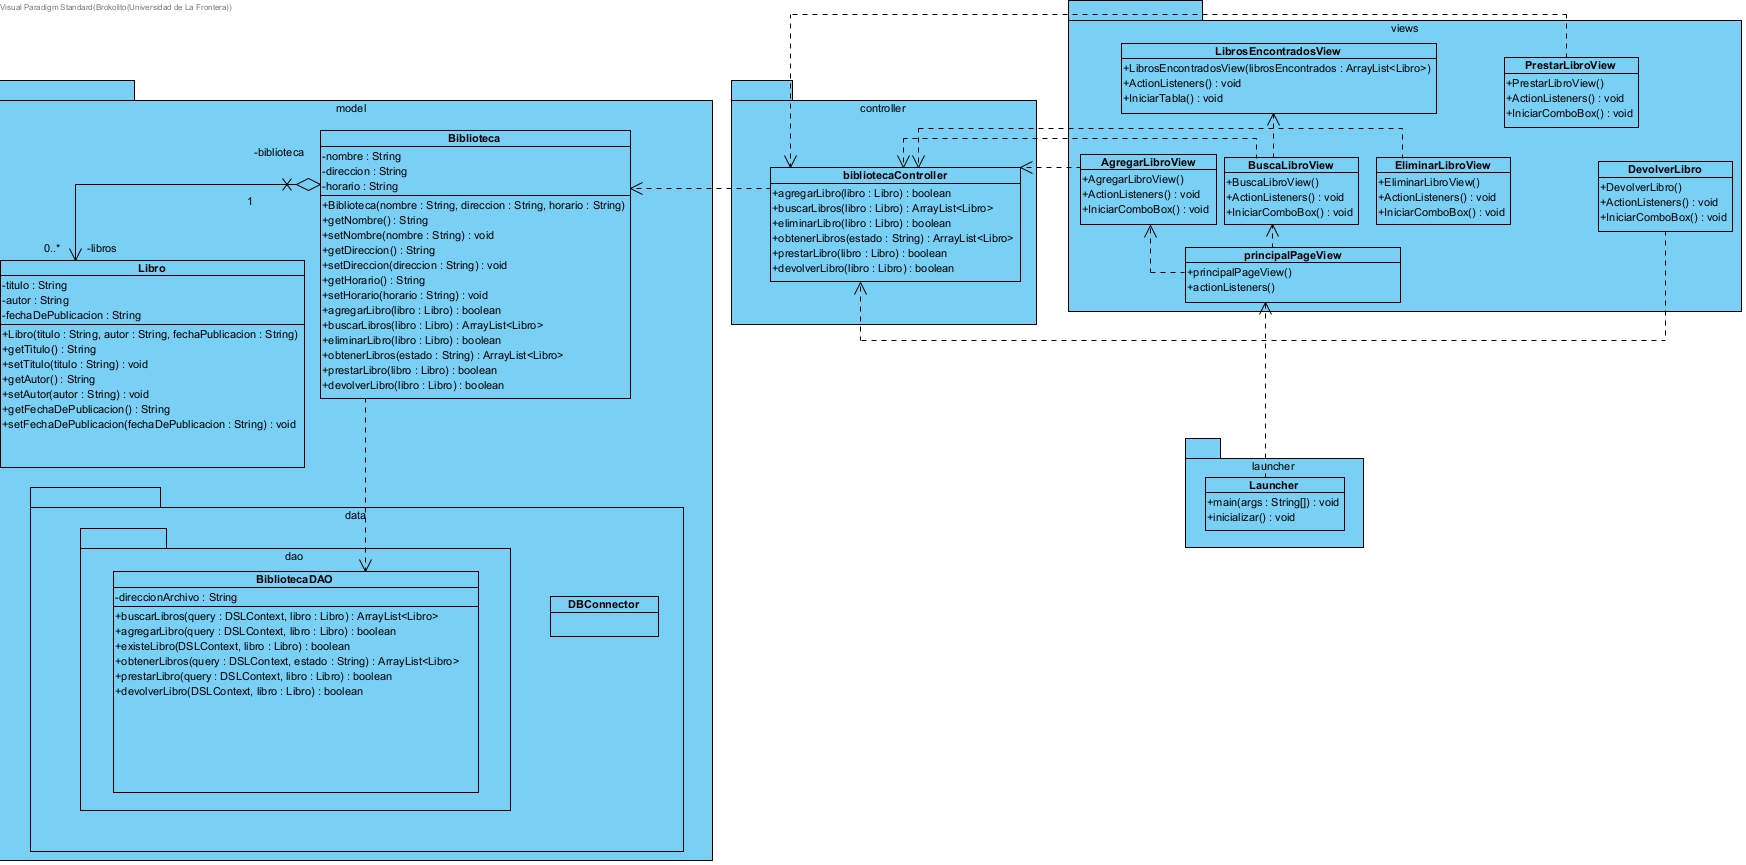 Visual Paradigm Standard(Brokolito(Universidad de La Frontera))
model
-biblioteca
1
0..*
-libros
Biblioteca
-nombre : String
-direccion : String
-horario : String
+Biblioteca(nombre : String, direccion : String, horario : String)
+getNombre() : String
+setNombre(nombre : String) : void
+getDireccion() : String
+setDireccion(direccion : String) : void
+getHorario() : String
+setHorario(horario : String) : void
+agregarLibro(libro : Libro) : boolean
+buscarLibros(libro : Libro) : ArrayList<Libro>
+eliminarLibro(libro : Libro) : boolean
+obtenerLibros(estado : String) : ArrayList<Libro>
+prestarLibro(libro : Libro) : boolean
+devolverLibro(libro : Libro) : boolean
Libro
-titulo : String
-autor : String
-fechaDePublicacion : String
+Libro(titulo : String, autor : String, fechaPublicacion : String)
+getTitulo() : String
+setTitulo(titulo : String) : void
+getAutor() : String
+setAutor(autor : String) : void
+getFechaDePublicacion() : String
+setFechaDePublicacion(fechaDePublicacion : String) : void
data
dao
BibliotecaDAO
-direccionArchivo : String
+buscarLibros(query : DSLContext, libro : Libro) : ArrayList<Libro>
+agregarLibro(query : DSLContext, libro : Libro) : boolean
+existeLibro(DSLContext, libro : Libro) : boolean
+obtenerLibros(query : DSLContext, estado : String) : ArrayList<Libro>
+prestarLibro(query : DSLContext, libro : Libro) : boolean
+devolverLibro(DSLContext, libro : Libro) : boolean
DBConnector
controller
bibliotecaController
+agregarLibro(libro : Libro) : boolean
+buscarLibros(libro : Libro) : ArrayList<Libro>
+eliminarLibro(libro : Libro) : boolean
+obtenerLibros(estado : String) : ArrayList<Libro>
+prestarLibro(libro : Libro) : boolean
+devolverLibro(libro : Libro) : boolean
views
LibrosEncontradosView
+LibrosEncontradosView(librosEncontrados : ArrayList<Libro>)
+ActionListeners() : void
+IniciarTabla() : void
PrestarLibroView
+PrestarLibroView()
+ActionListeners() : void
+IniciarComboBox() : void
AgregarLibroView
+AgregarLibroView()
+ActionListeners() : void
+IniciarComboBox() : void
BuscaLibroView
+BuscaLibroView()
+ActionListeners() : void
+IniciarComboBox() : void
EliminarLibroView
+EliminarLibroView()
+ActionListeners() : void
+IniciarComboBox() : void
DevolverLibro
+DevolverLibro()
+ActionListeners() : void
+IniciarComboBox() : void
principalPageView
+principalPageView()
+actionListeners()
launcher
Launcher
+main(args : String[]) : void
+inicializar() : void